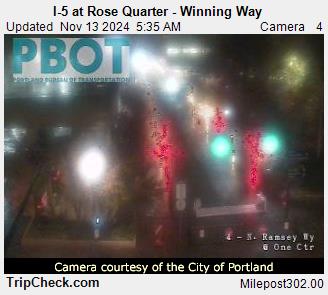 I-5 at Rose Quarter - Winning Way
Updated Nov 13 2024 5:35 AM Camera 4
PBOT
PORTLAND BUREAU OF TRANSPORTATION
4 - N. Ramsey Wy
@ One Ctr
Camera courtesy of the City of Portland
TripCheck.com Milepost302.00